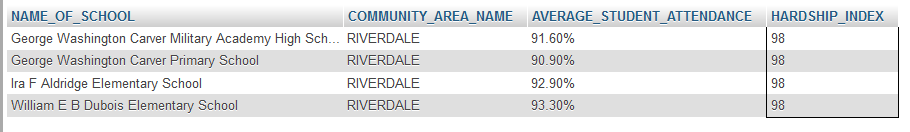 NAME_OF_SCHOOL COMMUNITY_AREA_NAME AVERAGE_STUDENT_ATTENDANCE HARDSHIP_INDEX
George Washington Carver Military Academy High Sch... RIVERDALE 91.60% 98
George Washington Carver Primary School RIVERDALE 90.90% 98
Ira F Aldridge Elementary School RIVERDALE 92.90% 98
William E B Dubois Elementary School RIVERDALE 93.30% 98